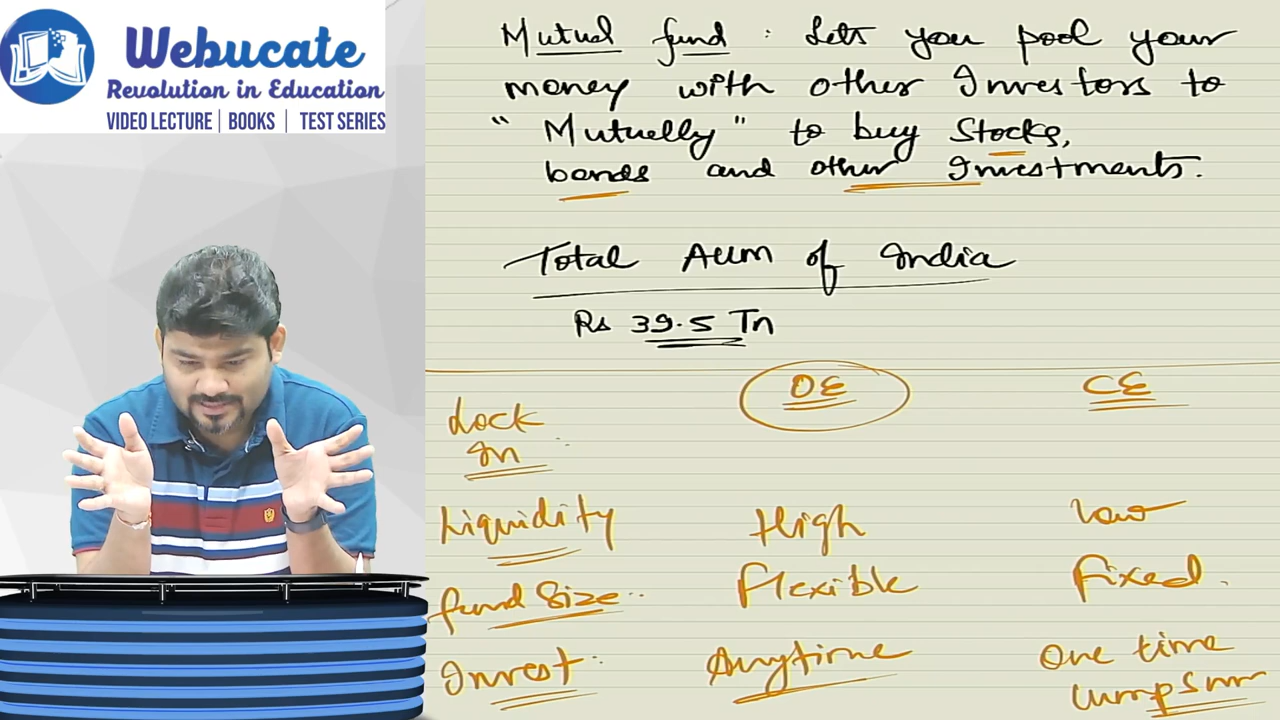 Webucate
Revolution in Education
VIDEO LECTURE | BOOKS | TEST SERIES
Mutual fund : Lets you pool your
money with other Investors to
"Mutually" to buy Stocks,
bonds and other Investments.
Total AUM of India
Rs 39.5 Tn
OE CE
Lock
In
Liquidity High Low
Fund Size Flexible Fixed.
Invest Anytime One time
Lumpsum